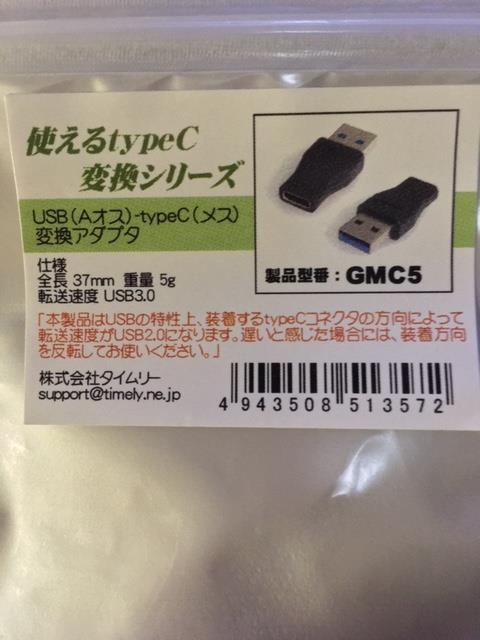 使えるtypeC
変換シリーズ
USB(Aオス)-typeC(メス)
変換アダプタ
仕様
全長 37mm 重量 5g
転送速度 USB3.0
製品型番：GMC5
「本製品はUSBの特性上、装着するtypeCコネクタの方向によって
転送速度がUSB2.0になります。遅いと感じた場合には、装着方向
を反転してお使いください。」
株式会社タイムリー
support@timely.ne.jp
4 943508 513572